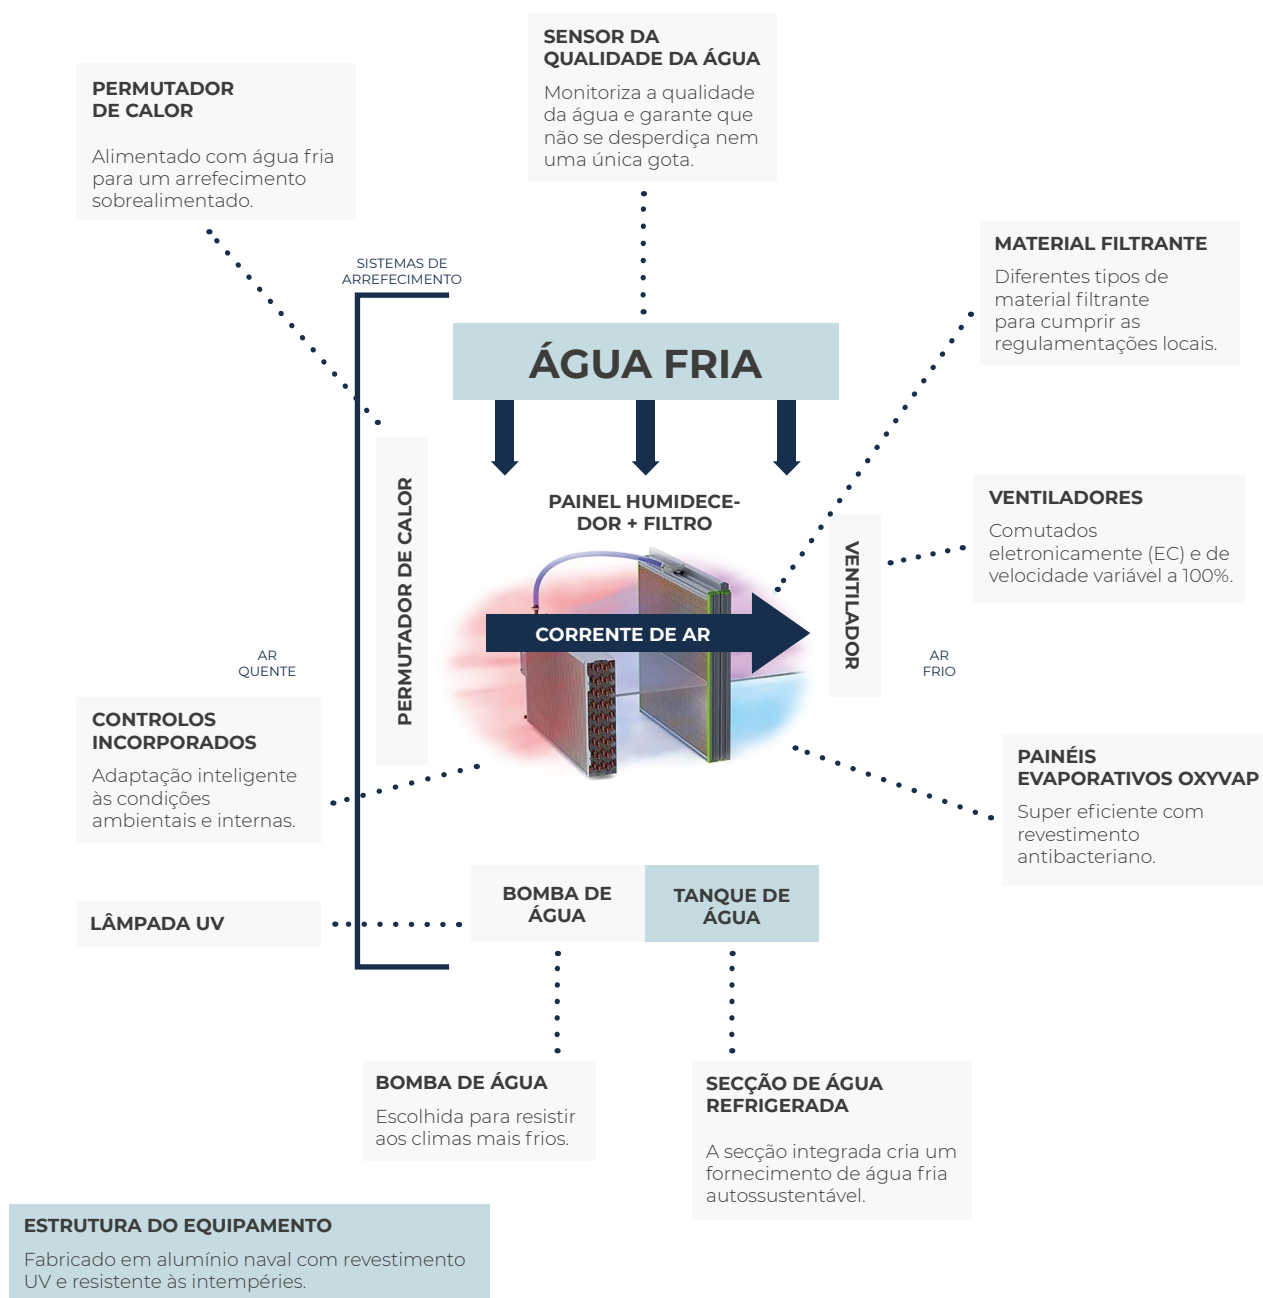 SENSOR DA
QUALIDADE DA ÁGUA
Monitoriza a qualidade
da água e garante que
não se desperdiça nem
uma única gota.
PERMUTADOR
DE CALOR
Alimentado com água fria
para um arrefecimento
sobrealimentado.
MATERIAL FILTRANTE
Diferentes tipos de
material filtrante
para cumprir as
regulamentações locais.
SISTEMAS DE
ARREFECIMENTO
ÁGUA FRIA
PAINEL HUMIDECE-
DOR + FILTRO
VENTILADORES
Comutados
eletronicamente (EC) e de
velocidade variável a 100%.
PERMUTADOR DE CALOR
CORRENTE DE AR
VENTILADOR
AR
QUENTE
AR
FRIO
CONTROLOS
INCORPORADOS
Adaptação inteligente
às condições
ambientais e internas.
PAINÉIS
EVAPORATIVOS OXYVAP
Super eficiente com
revestimento
antibacteriano.
LÂMPADA UV
BOMBA DE
ÁGUA
TANQUE DE
ÁGUA
BOMBA DE ÁGUA
Escolhida para resistir
aos climas mais frios.
SECÇÃO DE ÁGUA
REFRIGERADA
A secção integrada cria um
fornecimento de água fria
autossustentável.
ESTRUTURA DO EQUIPAMENTO
Fabricado em alumínio naval com revestimento
UV e resistente às intempéries.